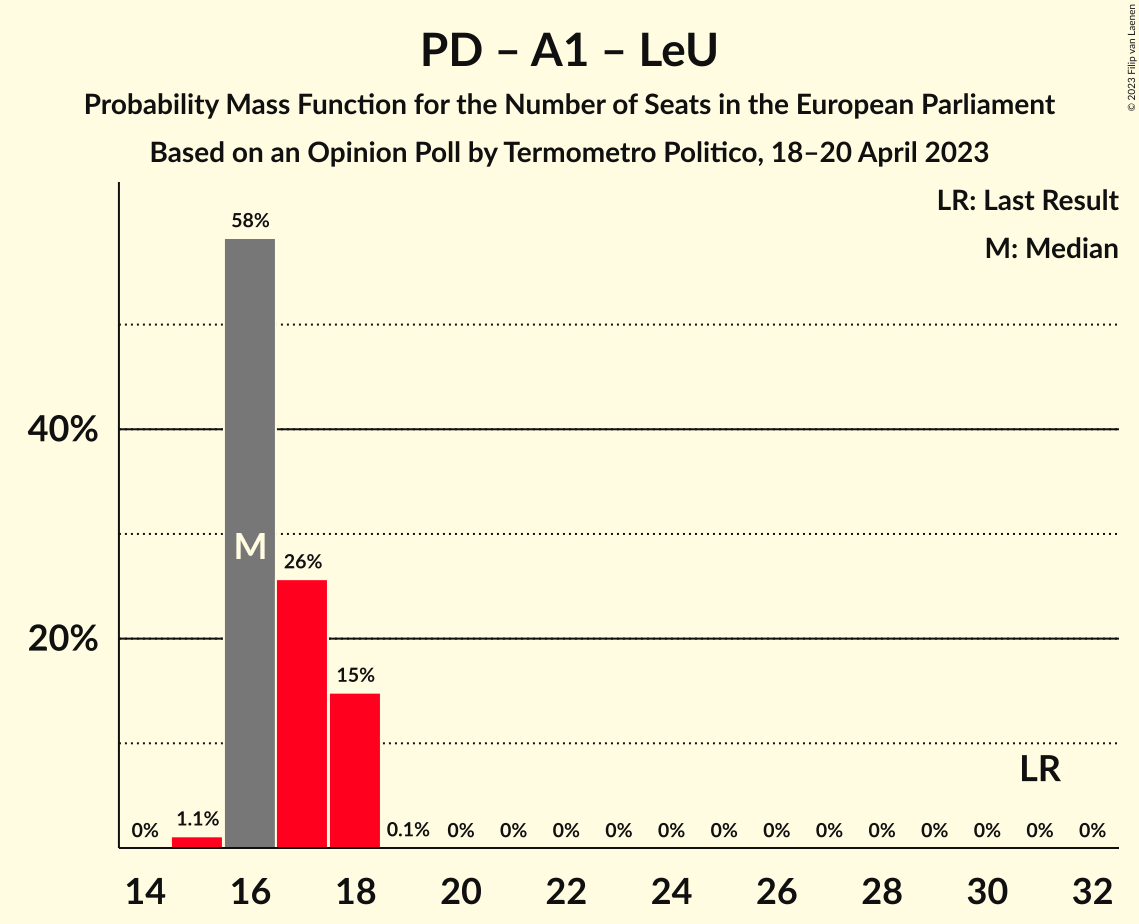 PD – A1 – LeU
Probability Mass Function for the Number of Seats in the European Parliament
Based on an Opinion Poll by Termometro Politico, 18–20 April 2023
© 2023 Filip van Laenen
LR: Last Result
M: Median
40%
20%
0%
1.1%
58%
M
26%
15%
0.1%
0%
0%
0%
0%
0%
0%
0%
0%
0%
0%
0%
0%
0%
LR
14 16 18 20 22 24 26 28 30 32